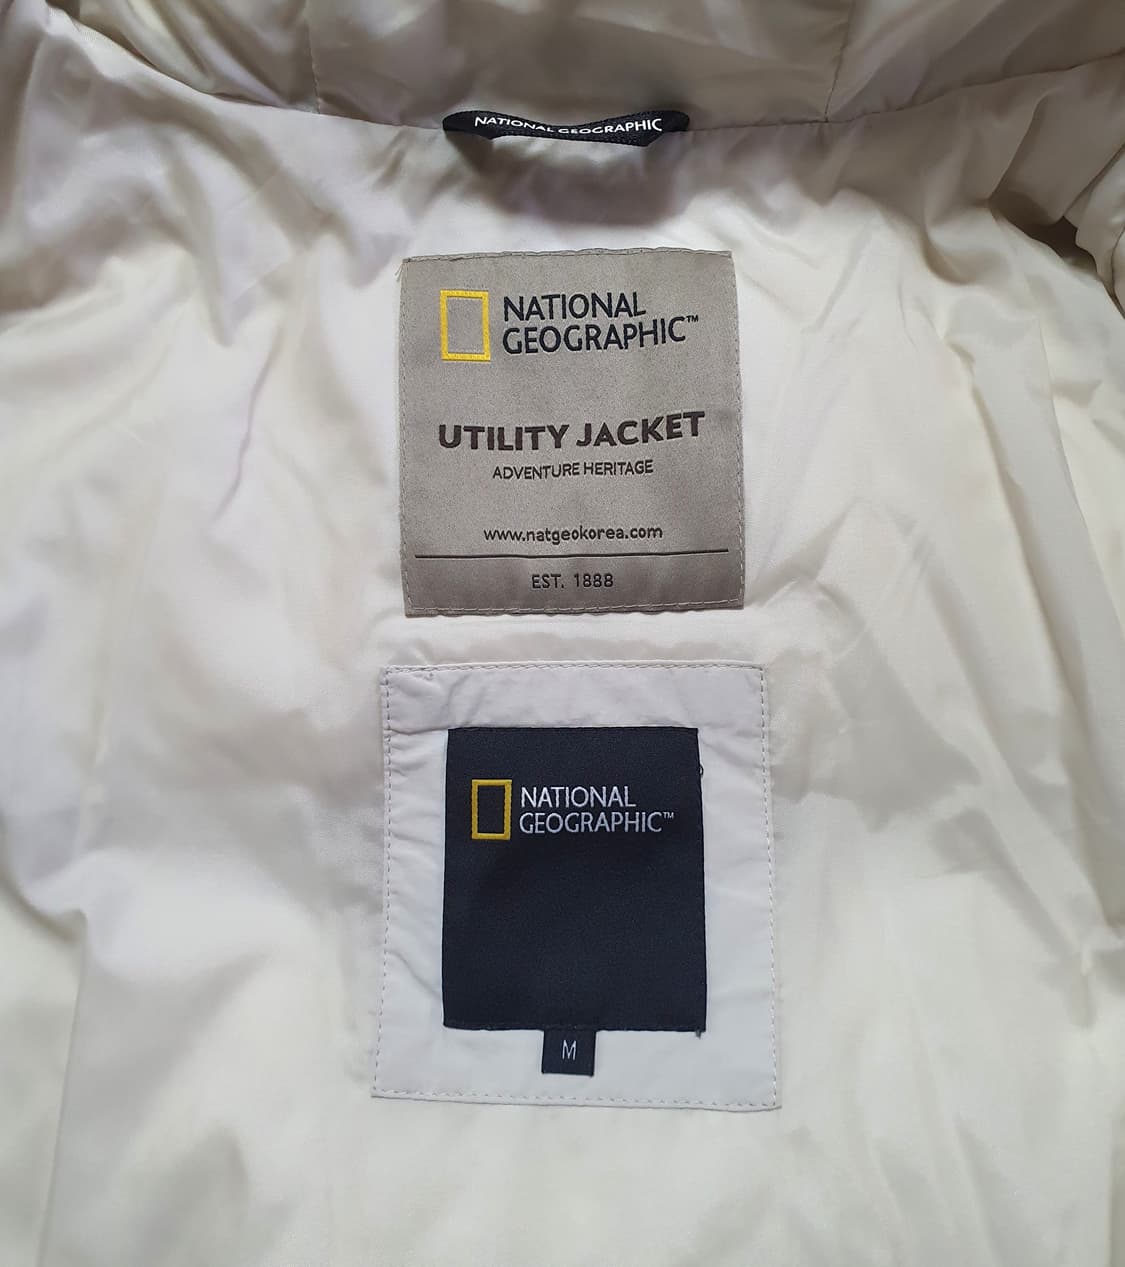 NATIONAL GEOGRAPHIC
NATIONAL
GEOGRAPHIC™
UTILITY JACKET
ADVENTURE HERITAGE
www.natgeokorea.com
EST. 1888
NATIONAL
GEOGRAPHIC™
M